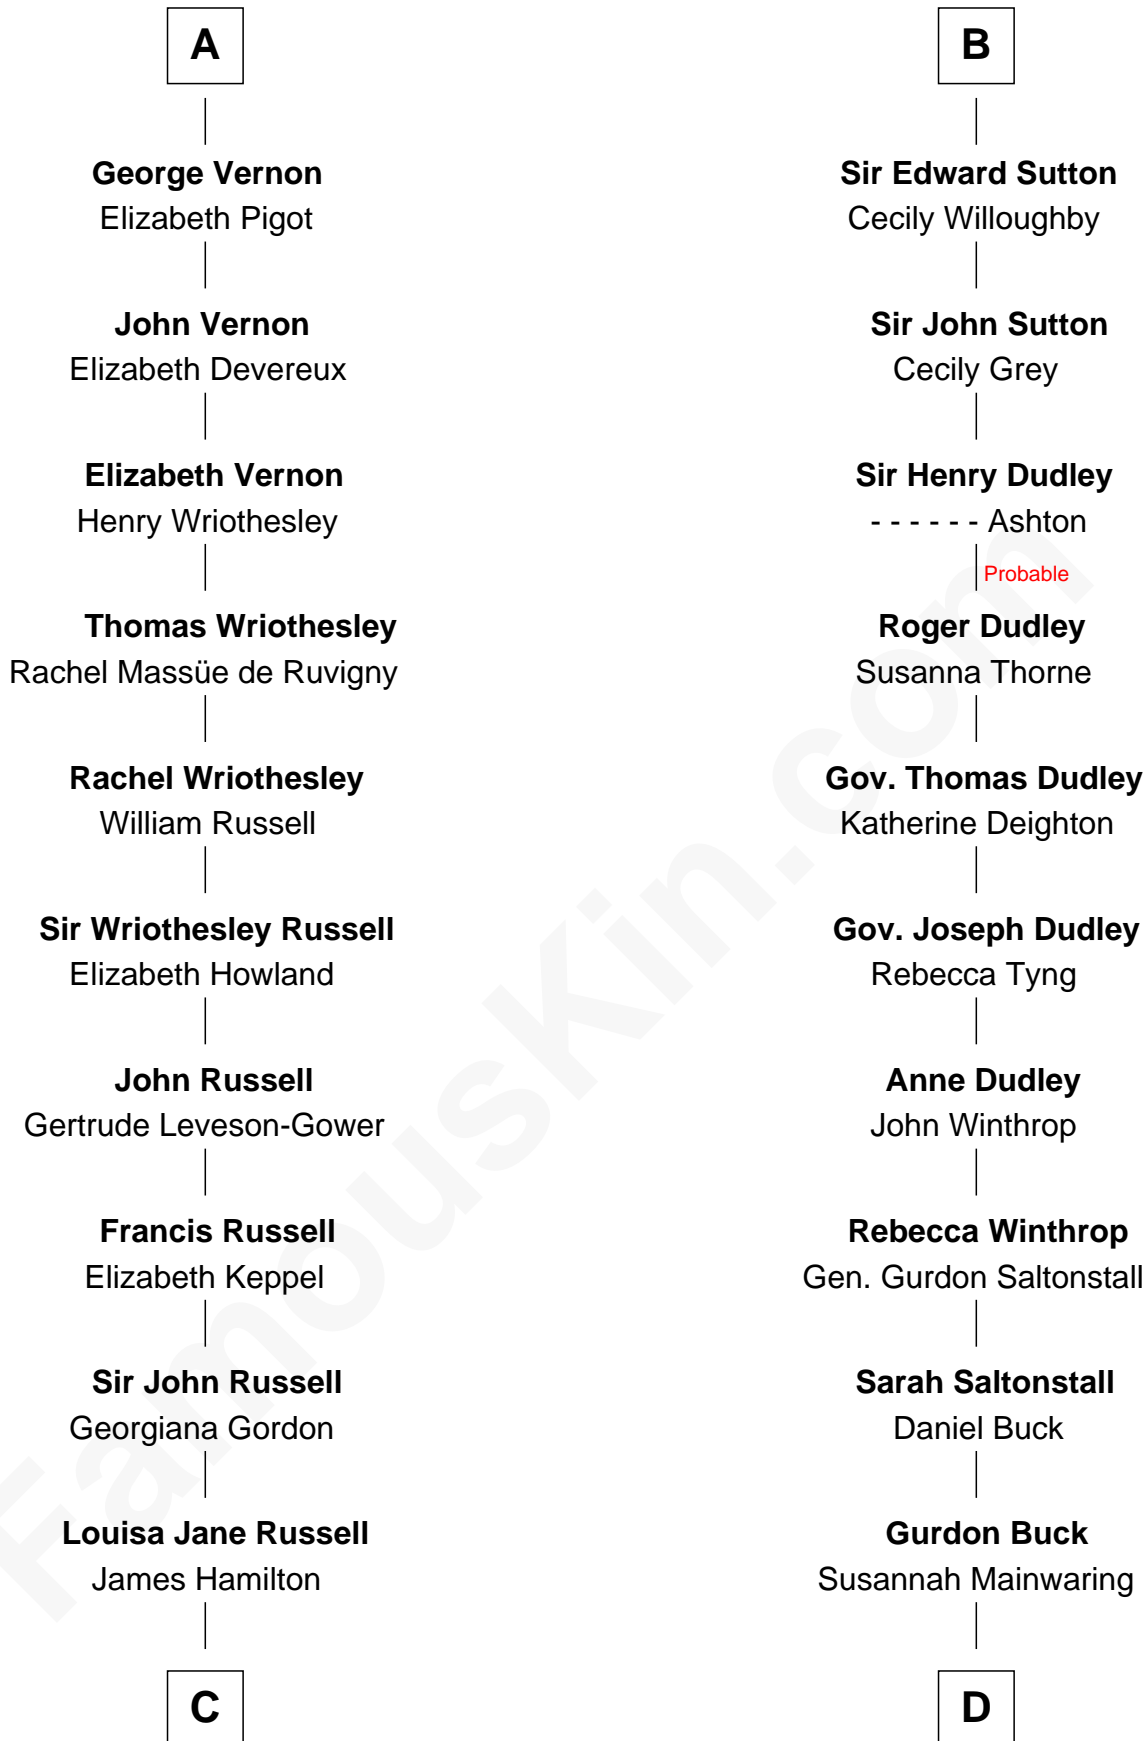 A
George Vernon
Elizabeth Pigot
John Vernon
Elizabeth Devereux
Elizabeth Vernon
Henry Wriothesley
Thomas Wriothesley
Rachel Massüe de Ruvigny
Rachel Wriothesley
William Russell
Sir Wriothesley Russell
Elizabeth Howland
John Russell
Gertrude Leveson-Gower
Francis Russell
Elizabeth Keppel
Sir John Russell
Georgiana Gordon
Louisa Jane Russell
James Hamilton
C
B
Sir Edward Sutton
Cecily Willoughby
Sir John Sutton
Cecily Grey
Sir Henry Dudley
- - - - - - Ashton
Probable
Roger Dudley
Susanna Thorne
Gov. Thomas Dudley
Katherine Deighton
Gov. Joseph Dudley
Rebecca Tyng
Anne Dudley
John Winthrop
Rebecca Winthrop
Gen. Gurdon Saltonstall
Sarah Saltonstall
Daniel Buck
Gurdon Buck
Susannah Mainwaring
D
FamousKin.com